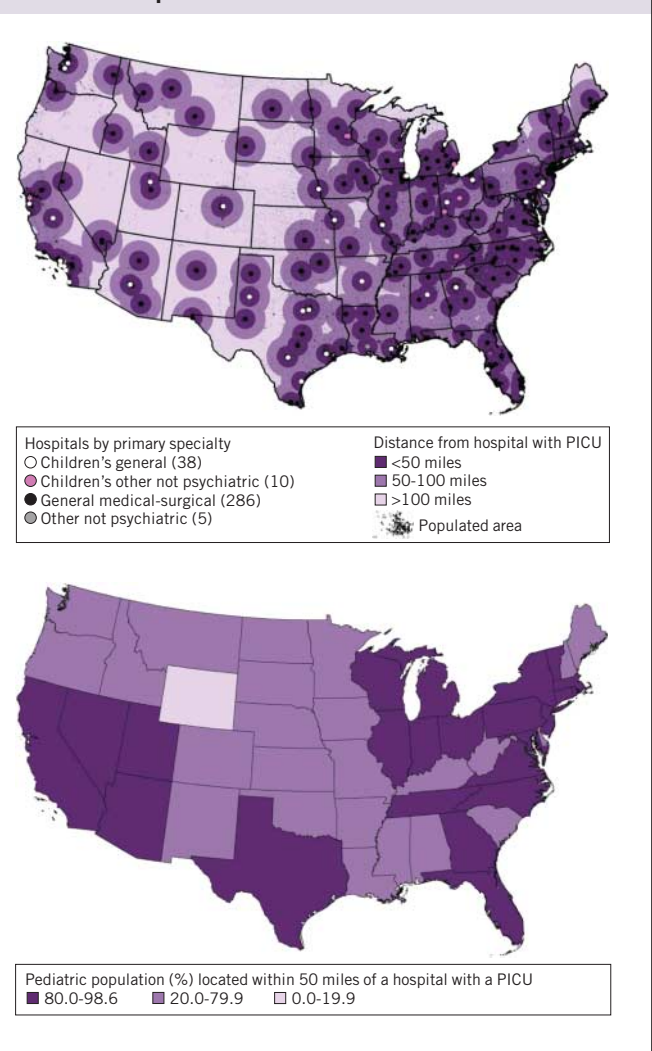 Hospitals by primary specialty
Children's general (38)
Children's other not psychiatric (10)
General medical-surgical (286)
Other not psychiatric (5)
Distance from hospital with PICU
<50 miles
50-100 miles
>100 miles
Populated area
Pediatric population (%) located within 50 miles of a hospital with a PICU
80.0-98.6 20.0-79.9 0.0-19.9